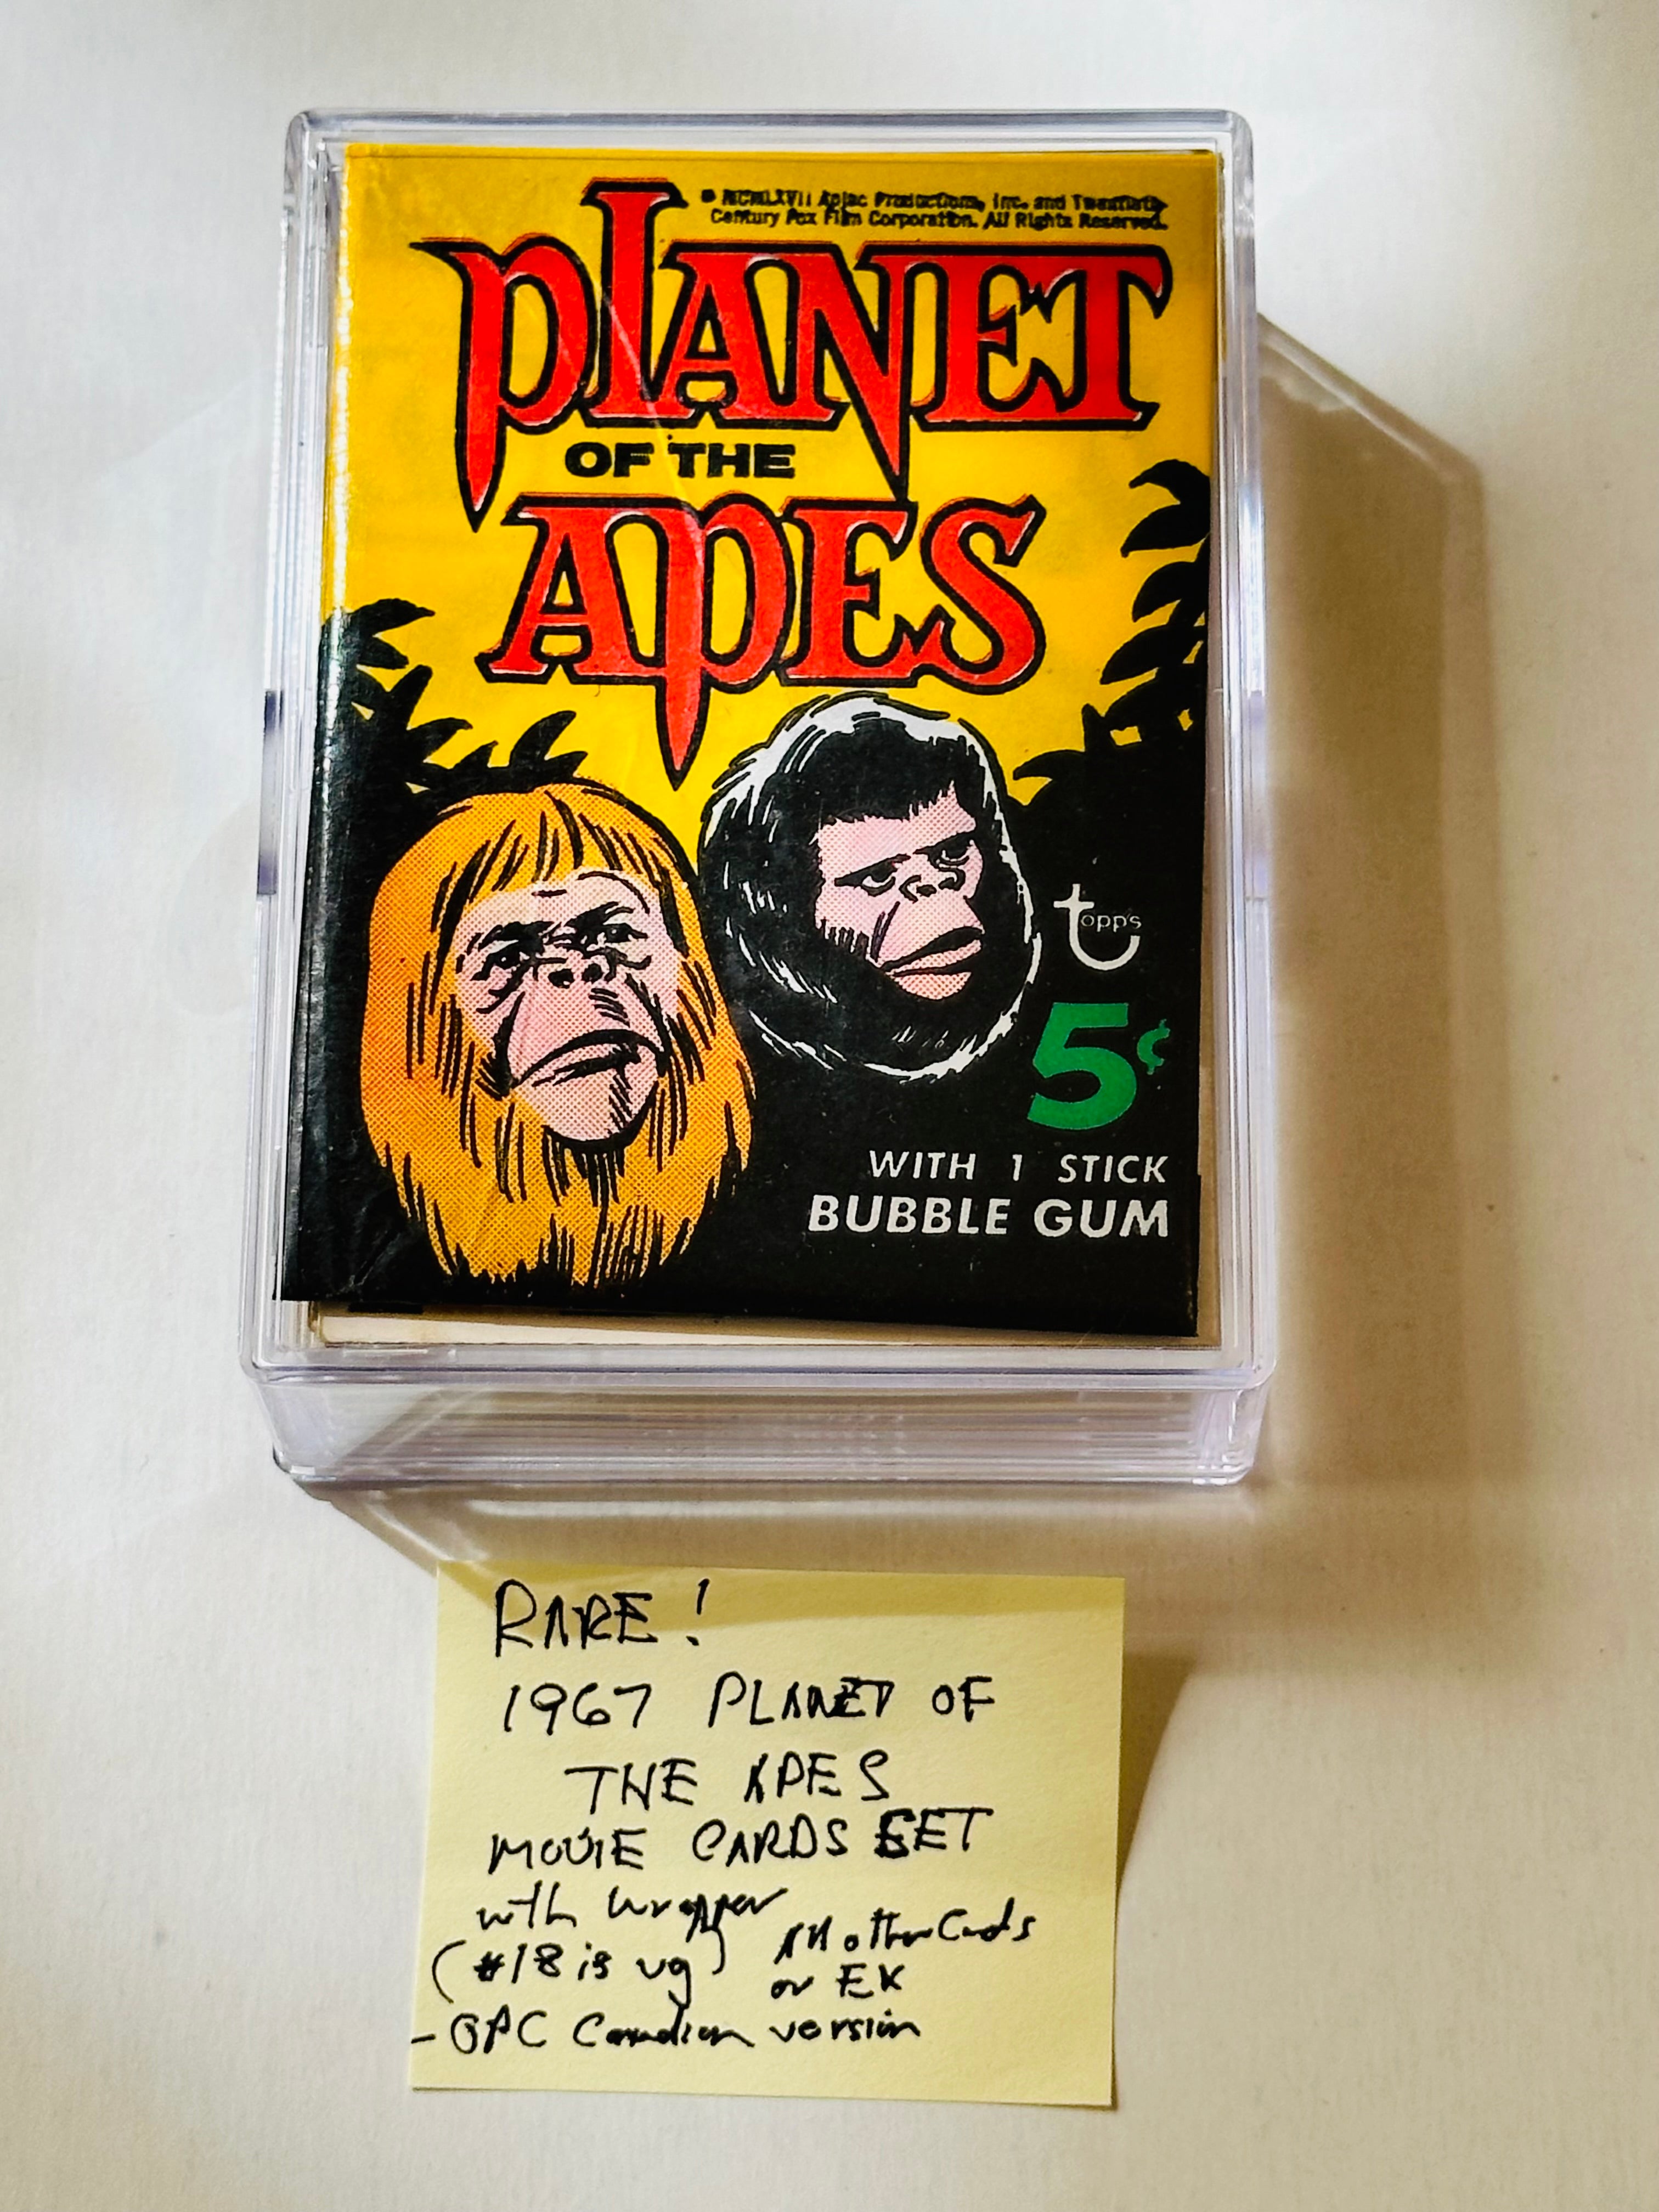 © MCMLXVII Apjac Productions, Inc. and Twentieth
Century Fox Film Corporation. All Rights Reserved.
PLANET
OF THE
APES
topps
5¢
WITH 1 STICK
BUBBLE GUM
RARE!
1967 PLANET OF
THE APES
MOVIE CARDS SET
with wrapper
(#18 is vg) All other Cards
or EX
- OPC Canadian version